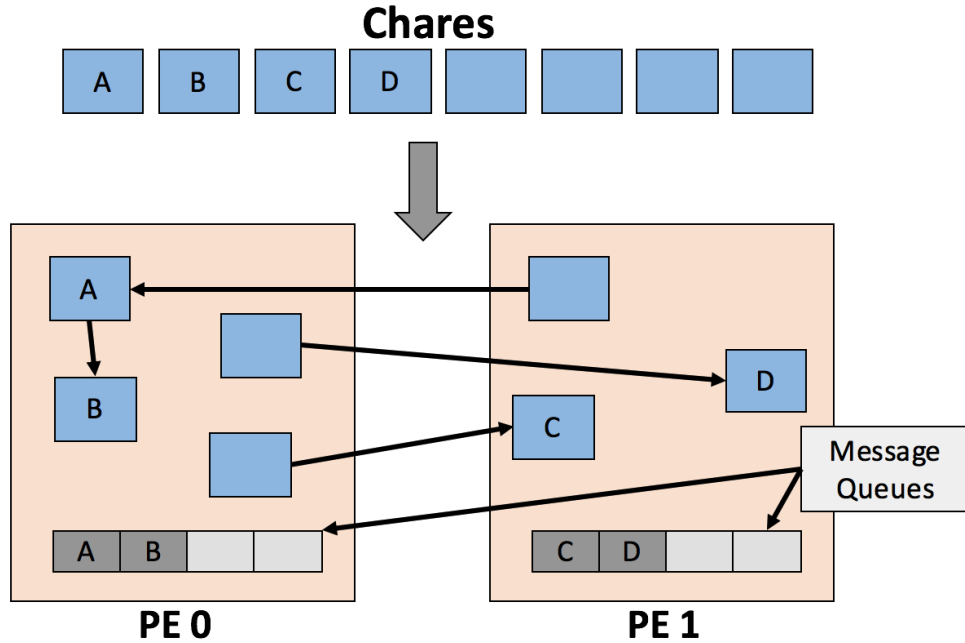 Chares
A B C D
A
B
D
C
Message
Queues
A B
C D
PE 0
PE 1